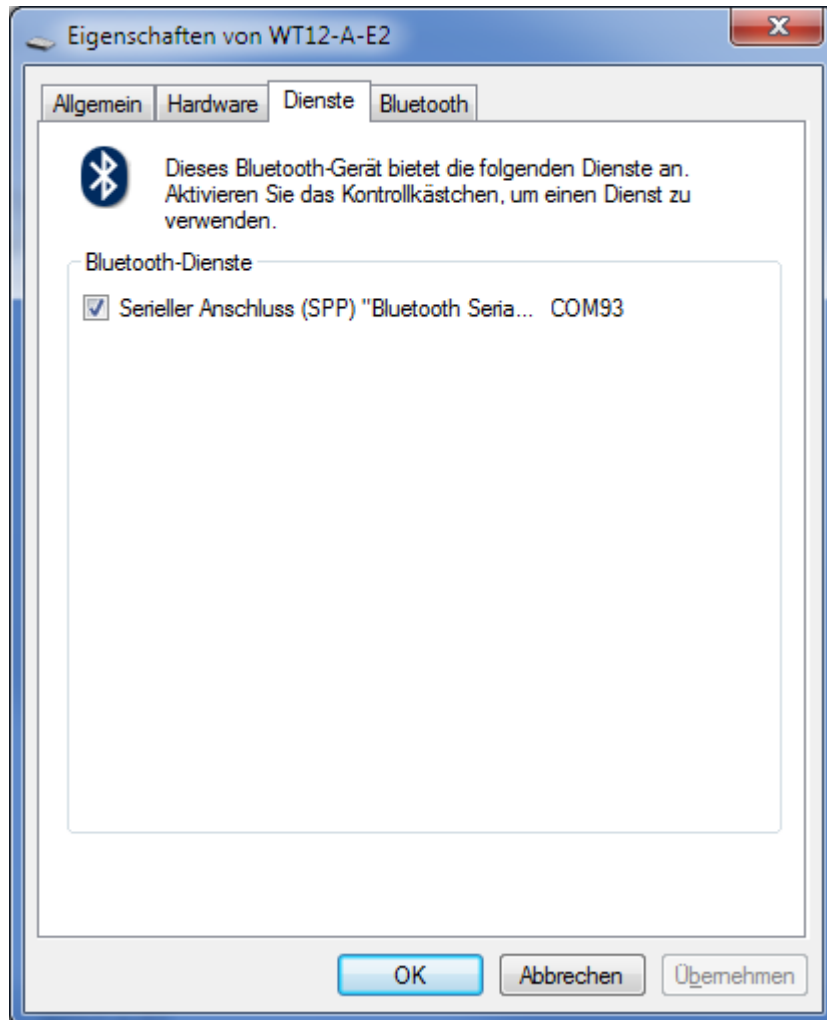 Eigenschaften von WT12-A-E2
Allgemein Hardware Dienste Bluetooth
Dieses Bluetooth-Gerät bietet die folgenden Dienste an.
Aktivieren Sie das Kontrollkästchen, um einen Dienst zu
verwenden.
Bluetooth-Dienste
Serieller Anschluss (SPP) "Bluetooth Seria... COM93
OK Abbrechen Übernehmen